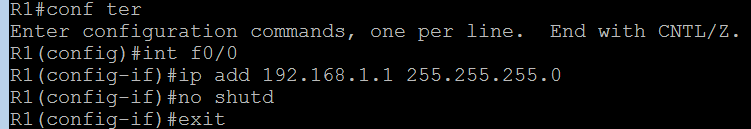 R1#conf ter
Enter configuration commands, one per line.  End with CNTL/Z.
R1(config)#int f0/0
R1(config-if)#ip add 192.168.1.1 255.255.255.0
R1(config-if)#no shutd
R1(config-if)#exit